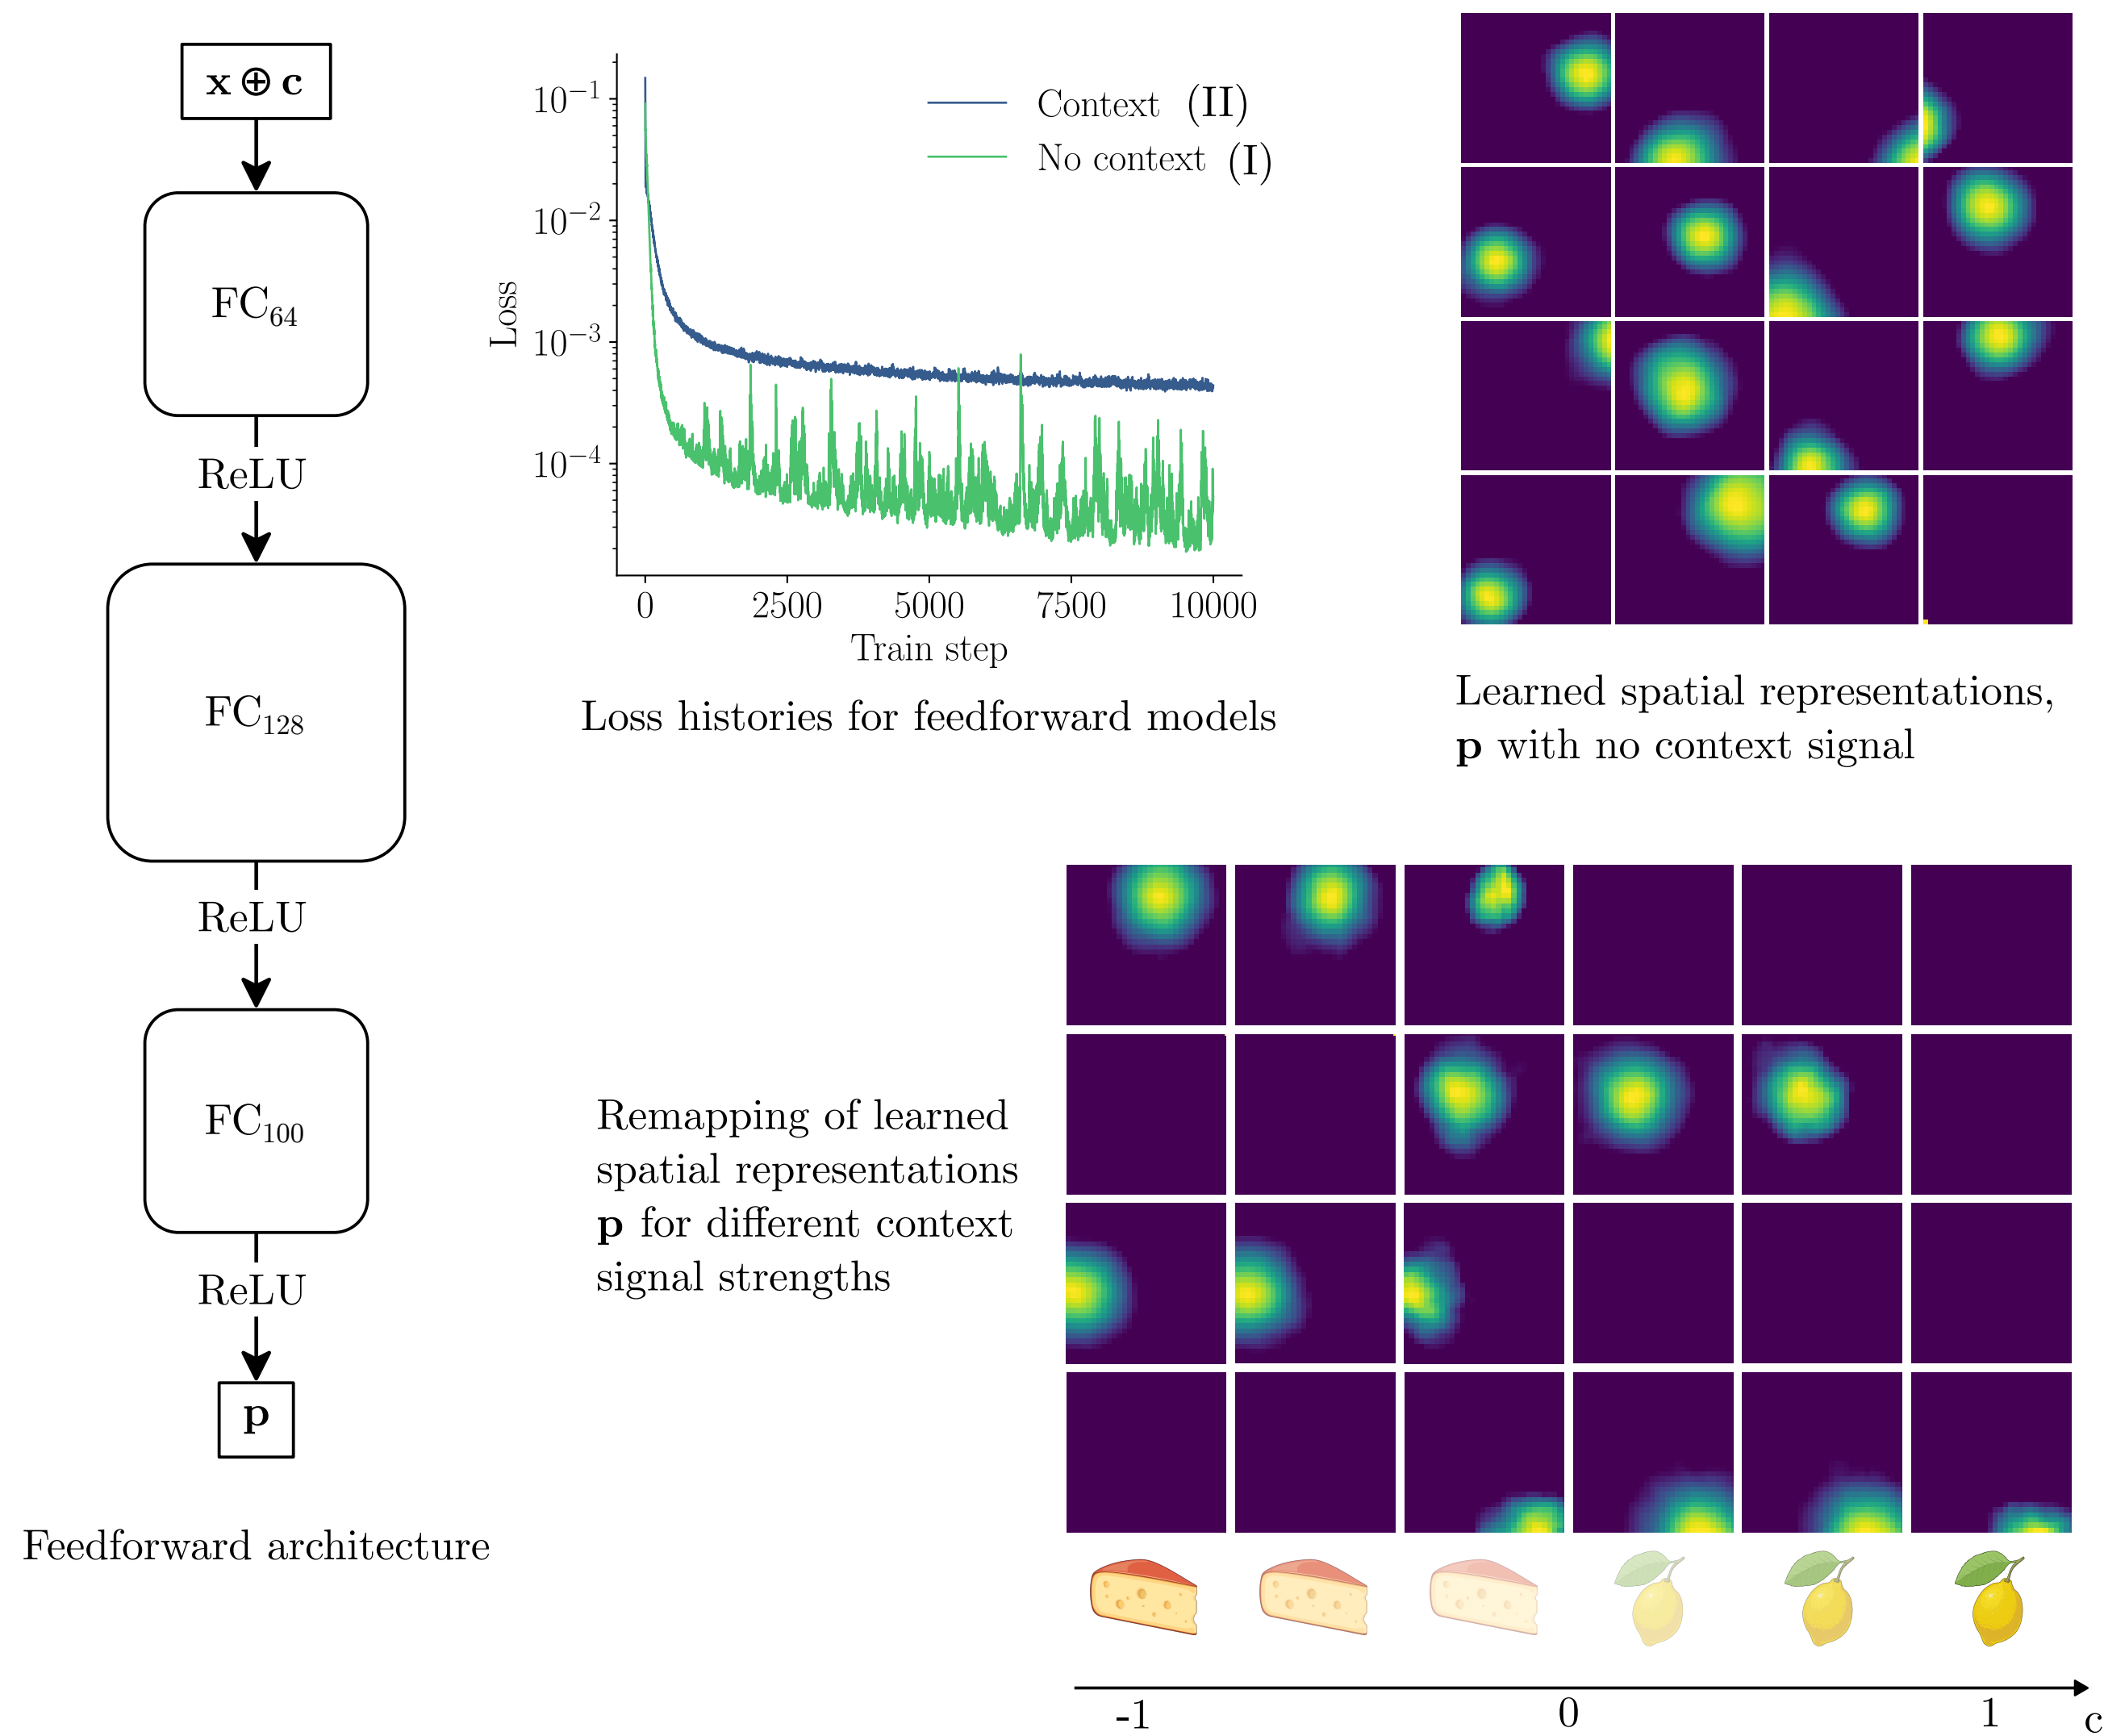 x ⊕ c
FC₆₄
ReLU
FC₁₂₈
ReLU
FC₁₀₀
ReLU
p
Feedforward architecture
Loss
10⁻¹
10⁻²
10⁻³
10⁻⁴
Context (II)
No context (I)
0 2500 5000 7500 10000
Train step
Loss histories for feedforward models
Learned spatial representations,
p with no context signal
Remapping of learned
spatial representations
p for different context
signal strengths
-1 0 1 c